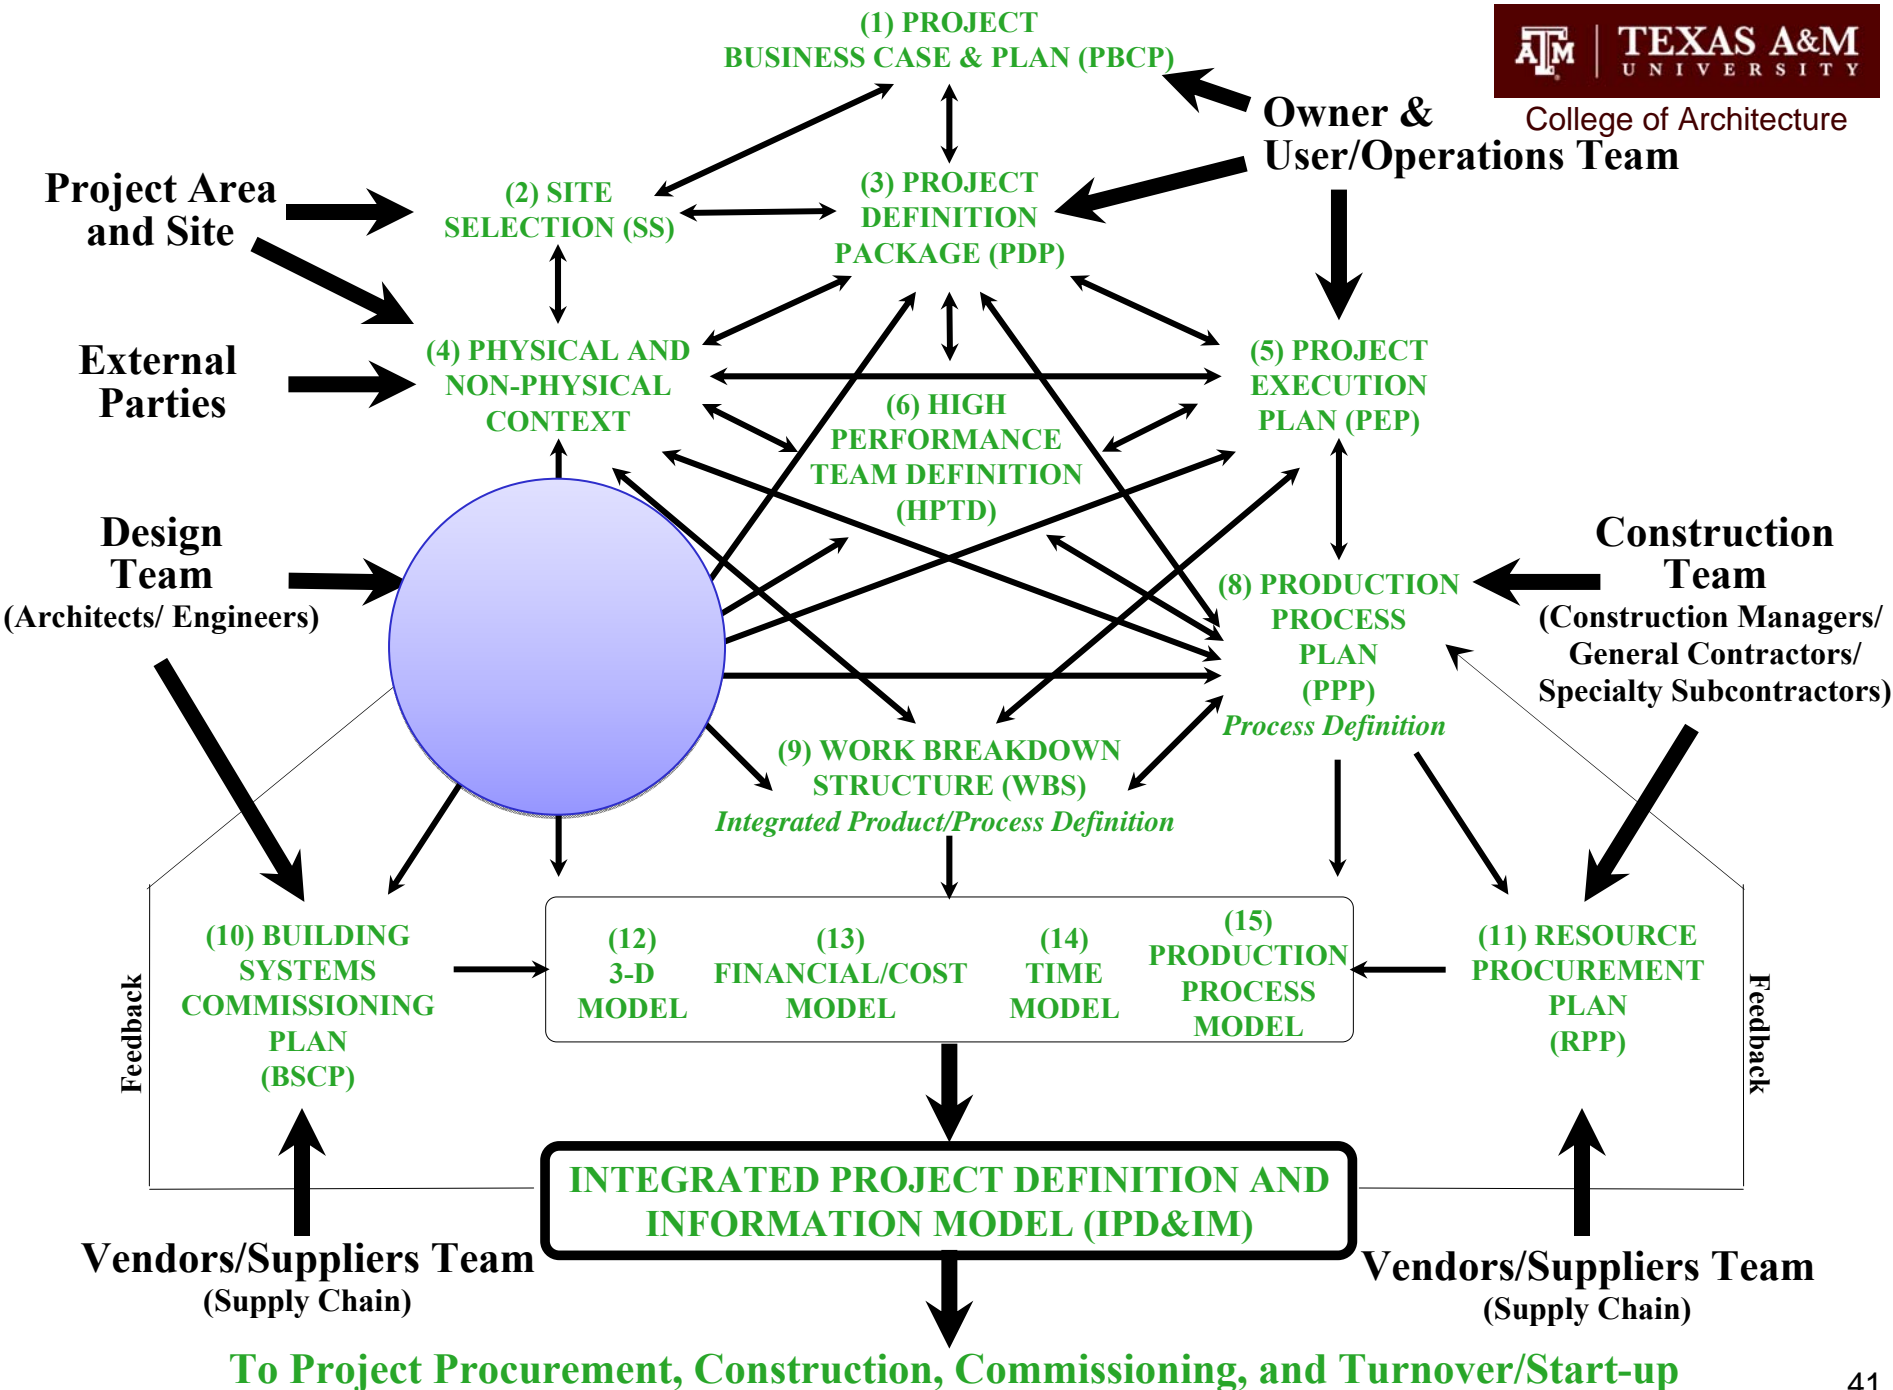 (1) PROJECT
BUSINESS CASE & PLAN (PBCP)
ĀTM | TEXAS A&M
UNIVERSITY
College of Architecture
Owner &
User/Operations Team
Project Area
and Site
(2) SITE
SELECTION (SS)
(3) PROJECT
DEFINITION
PACKAGE (PDP)
External
Parties
(4) PHYSICAL AND
NON-PHYSICAL
CONTEXT
(5) PROJECT
EXECUTION
PLAN (PEP)
(6) HIGH
PERFORMANCE
TEAM DEFINITION
(HPTD)
Design
Team
(Architects/ Engineers)
Construction
Team
(Construction Managers/
General Contractors/
Specialty Subcontractors)
(8) PRODUCTION
PROCESS
PLAN
(PPP)
Process Definition
(9) WORK BREAKDOWN
STRUCTURE (WBS)
Integrated Product/Process Definition
Feedback
(10) BUILDING
SYSTEMS
COMMISSIONING
PLAN
(BSCP)
(12)
3-D
MODEL
(13)
FINANCIAL/COST
MODEL
(14)
TIME
MODEL
(15)
PRODUCTION
PROCESS
MODEL
(11) RESOURCE
PROCUREMENT
PLAN
(RPP)
Feedback
INTEGRATED PROJECT DEFINITION AND
INFORMATION MODEL (IPD&IM)
Vendors/Suppliers Team
(Supply Chain)
Vendors/Suppliers Team
(Supply Chain)
To Project Procurement, Construction, Commissioning, and Turnover/Start-up
41